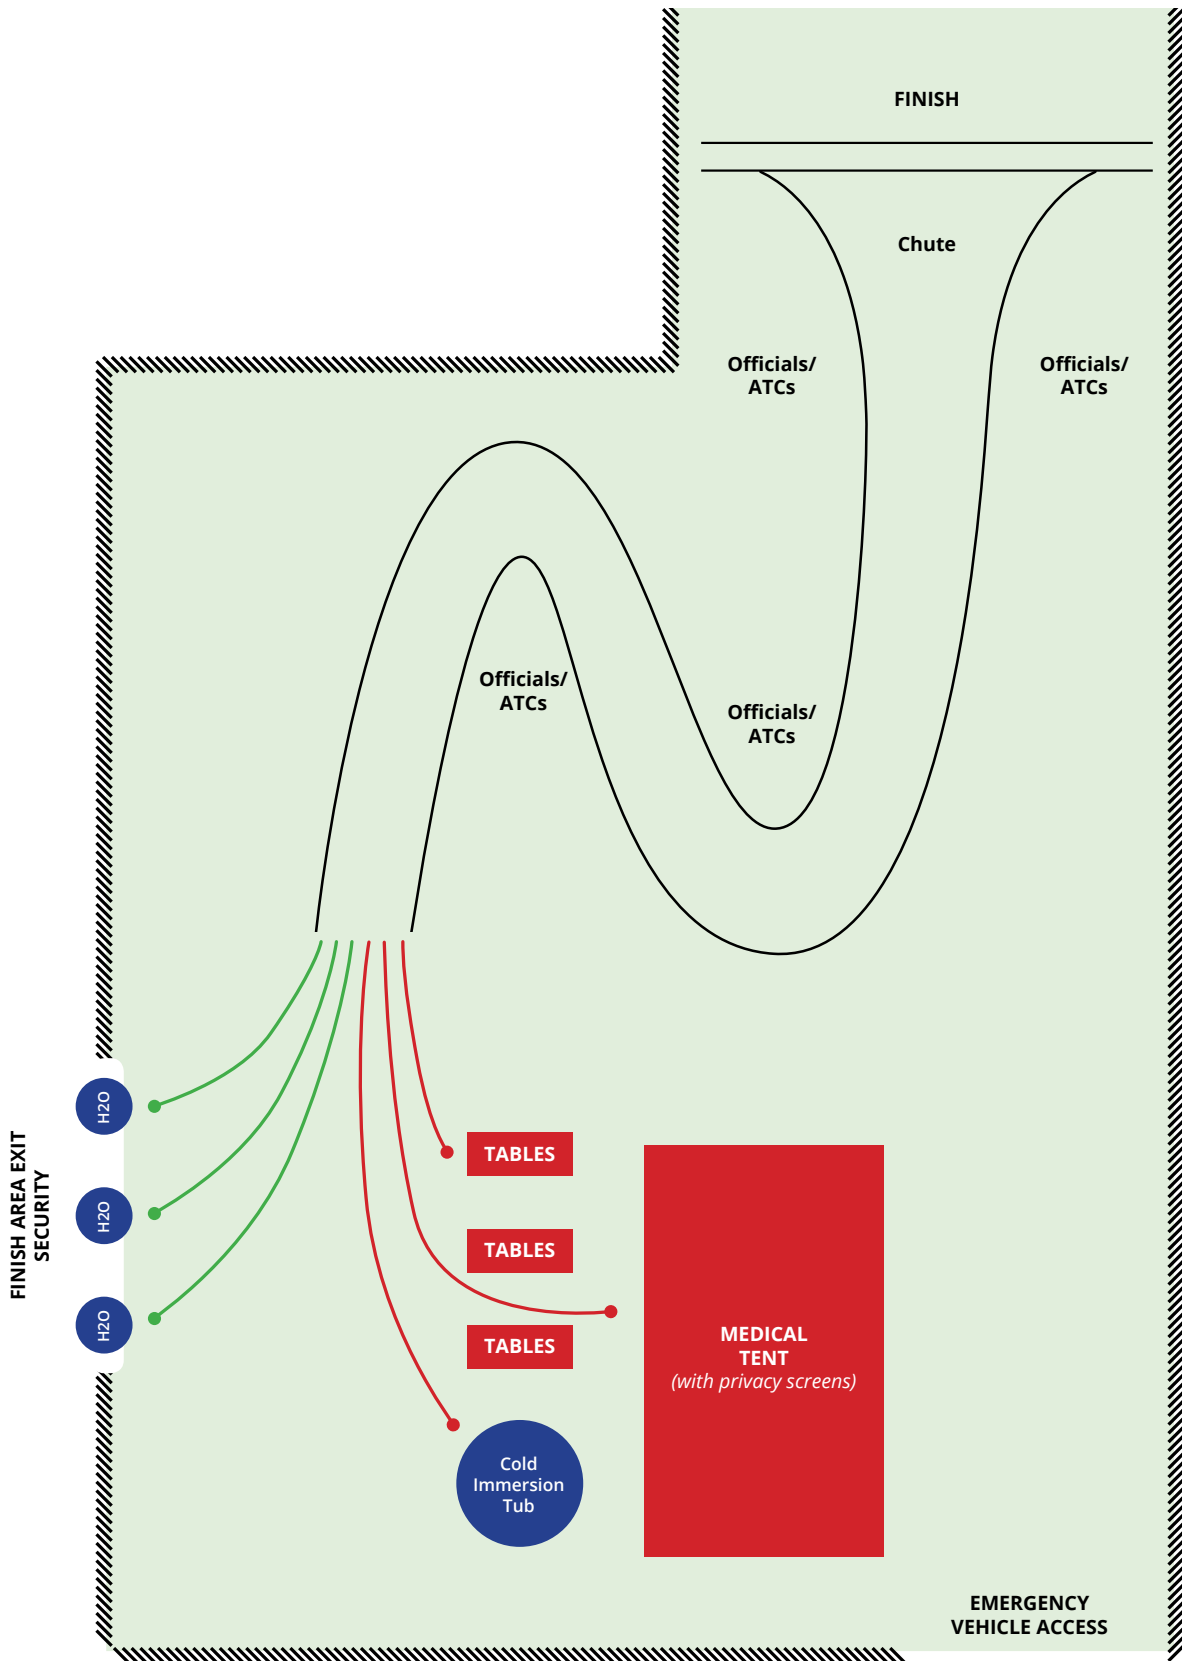 FINISH
Chute
Officials/
ATCs
Officials/
ATCs
Officials/
ATCs
Officials/
ATCs
FINISH AREA EXIT
SECURITY
H2O
H2O
H2O
TABLES
TABLES
TABLES
MEDICAL
TENT
(with privacy screens)
Cold
Immersion
Tub
EMERGENCY
VEHICLE ACCESS